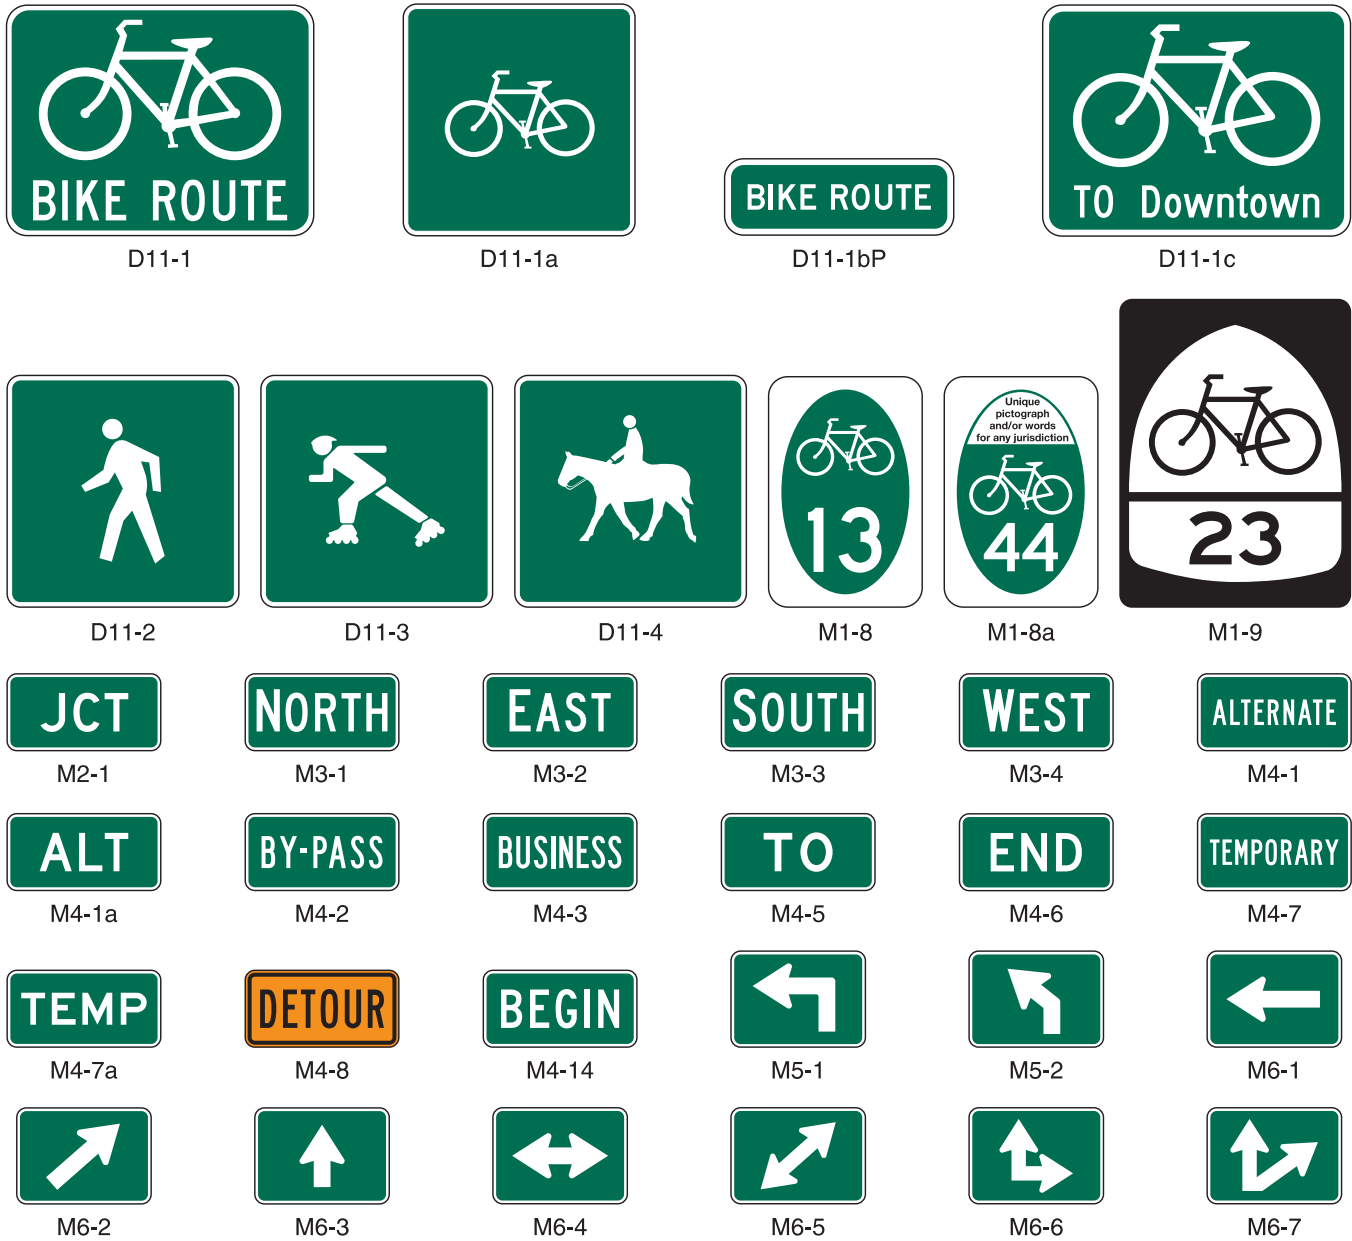 BIKE ROUTE
BIKE ROUTE
TO Downtown
D11-1
D11-1a
D11-1bP
D11-1c
Unique
pictograph
and/or words
for any jurisdiction
13
44
23
D11-2
D11-3
D11-4
M1-8
M1-8a
M1-9
JCT
NORTH
EAST
SOUTH
WEST
ALTERNATE
M2-1
M3-1
M3-2
M3-3
M3-4
M4-1
ALT
BY-PASS
BUSINESS
TO
END
TEMPORARY
M4-1a
M4-2
M4-3
M4-5
M4-6
M4-7
TEMP
DETOUR
BEGIN
M4-7a
M4-8
M4-14
M5-1
M5-2
M6-1
M6-2
M6-3
M6-4
M6-5
M6-6
M6-7